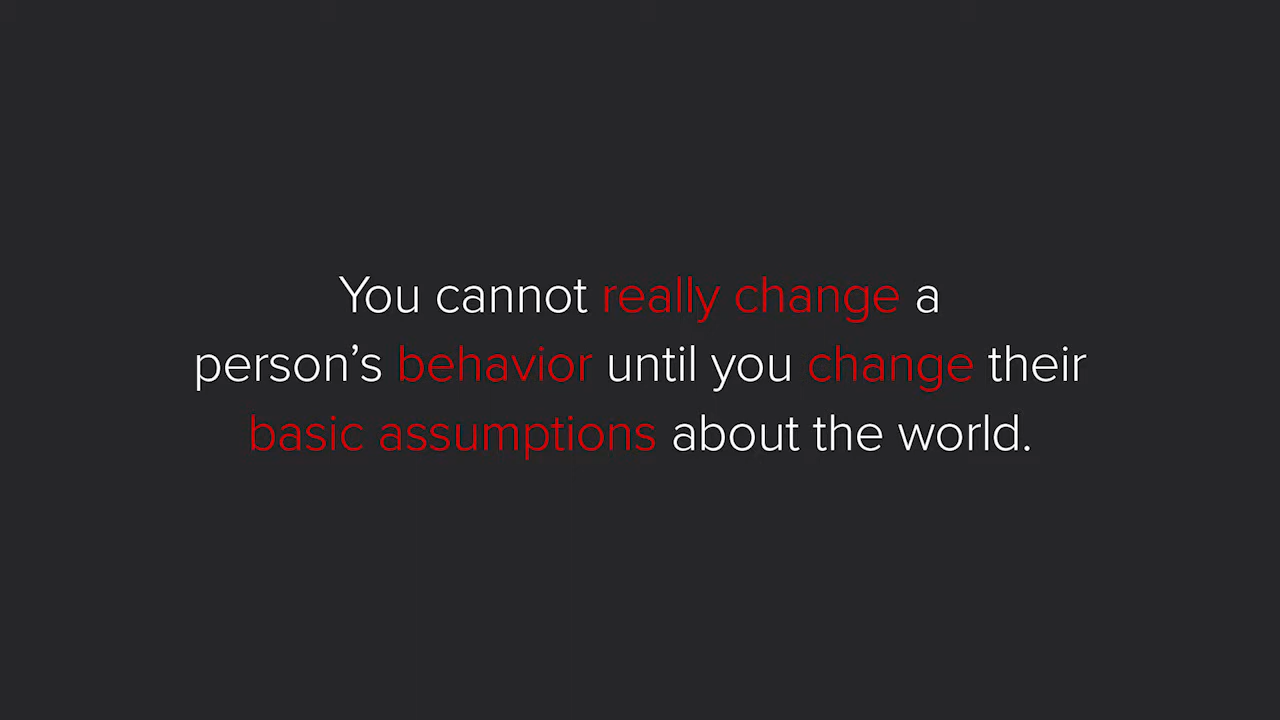 You cannot really change a
person’s behavior until you change their
basic assumptions about the world.